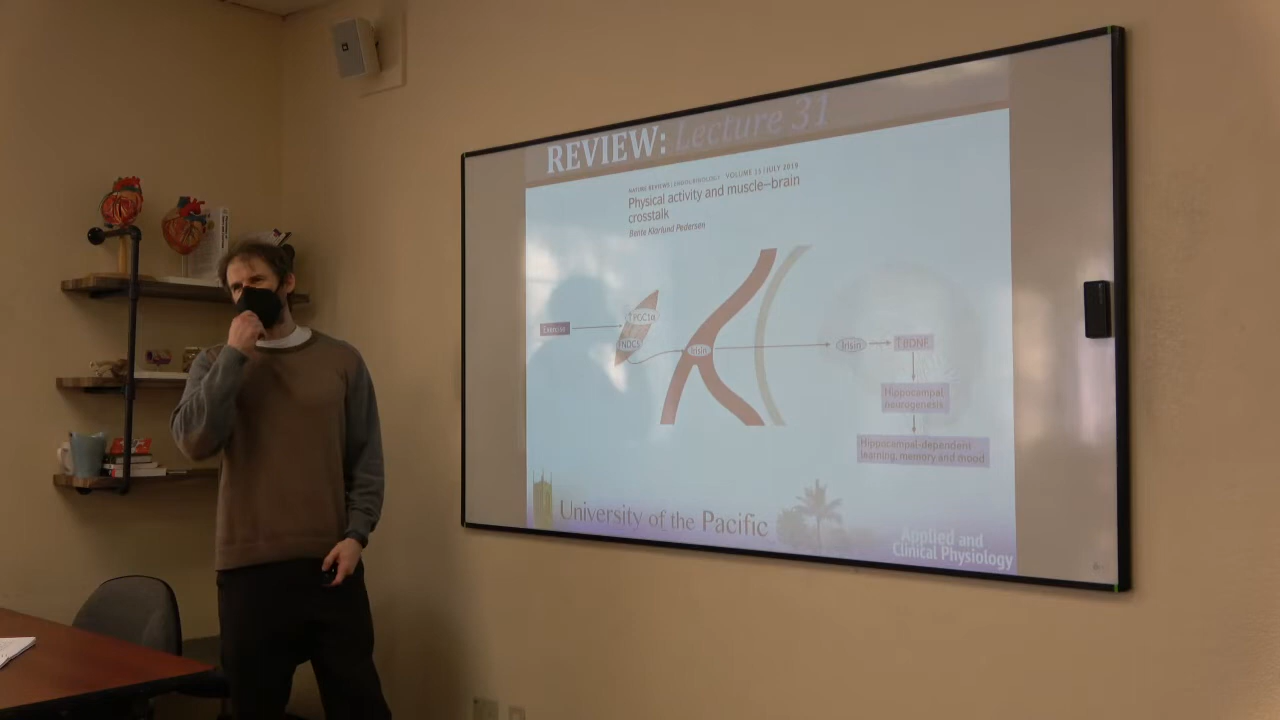 REVIEW: Lecture 31
NATURE REVIEWS | ENDOCRINOLOGY VOLUME 15 | JULY 2019
Physical activity and muscle–brain
crosstalk
Bente Klarlund Pedersen
Exercise
↑PGC1α
FNDC5
Irisin
Irisin
↑BDNF
Hippocampal
neurogenesis
Hippocampal-dependent
learning, memory and mood
University of the Pacific
Applied and
Clinical Physiology